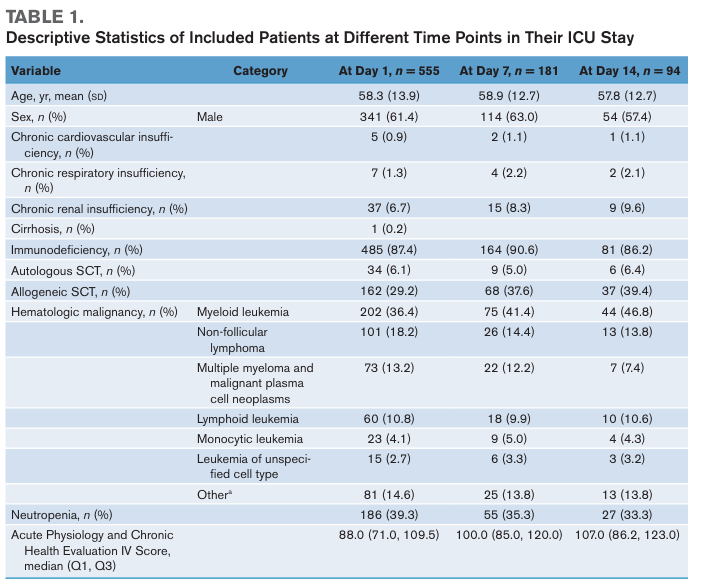 TABLE 1.
Descriptive Statistics of Included Patients at Different Time Points in Their ICU Stay
Variable Category At Day 1, n = 555 At Day 7, n = 181 At Day 14, n = 94
Age, yr, mean (SD) 58.3 (13.9) 58.9 (12.7) 57.8 (12.7)
Sex, n (%) Male 341 (61.4) 114 (63.0) 54 (57.4)
Chronic cardiovascular insuffi- 5 (0.9) 2 (1.1) 1 (1.1)
ciency, n (%)
Chronic respiratory insufficiency, 7 (1.3) 4 (2.2) 2 (2.1)
n (%)
Chronic renal insufficiency, n (%) 37 (6.7) 15 (8.3) 9 (9.6)
Cirrhosis, n (%) 1 (0.2)
Immunodeficiency, n (%) 485 (87.4) 164 (90.6) 81 (86.2)
Autologous SCT, n (%) 34 (6.1) 9 (5.0) 6 (6.4)
Allogeneic SCT, n (%) 162 (29.2) 68 (37.6) 37 (39.4)
Hematologic malignancy, n (%) Myeloid leukemia 202 (36.4) 75 (41.4) 44 (46.8)
Non-follicular 101 (18.2) 26 (14.4) 13 (13.8)
lymphoma
Multiple myeloma and 73 (13.2) 22 (12.2) 7 (7.4)
malignant plasma
cell neoplasms
Lymphoid leukemia 60 (10.8) 18 (9.9) 10 (10.6)
Monocytic leukemia 23 (4.1) 9 (5.0) 4 (4.3)
Leukemia of unspeci- 15 (2.7) 6 (3.3) 3 (3.2)
fied cell type
Otherᵃ 81 (14.6) 25 (13.8) 13 (13.8)
Neutropenia, n (%) 186 (39.3) 55 (35.3) 27 (33.3)
Acute Physiology and Chronic 88.0 (71.0, 109.5) 100.0 (85.0, 120.0) 107.0 (86.2, 123.0)
Health Evaluation IV Score,
median (Q1, Q3)